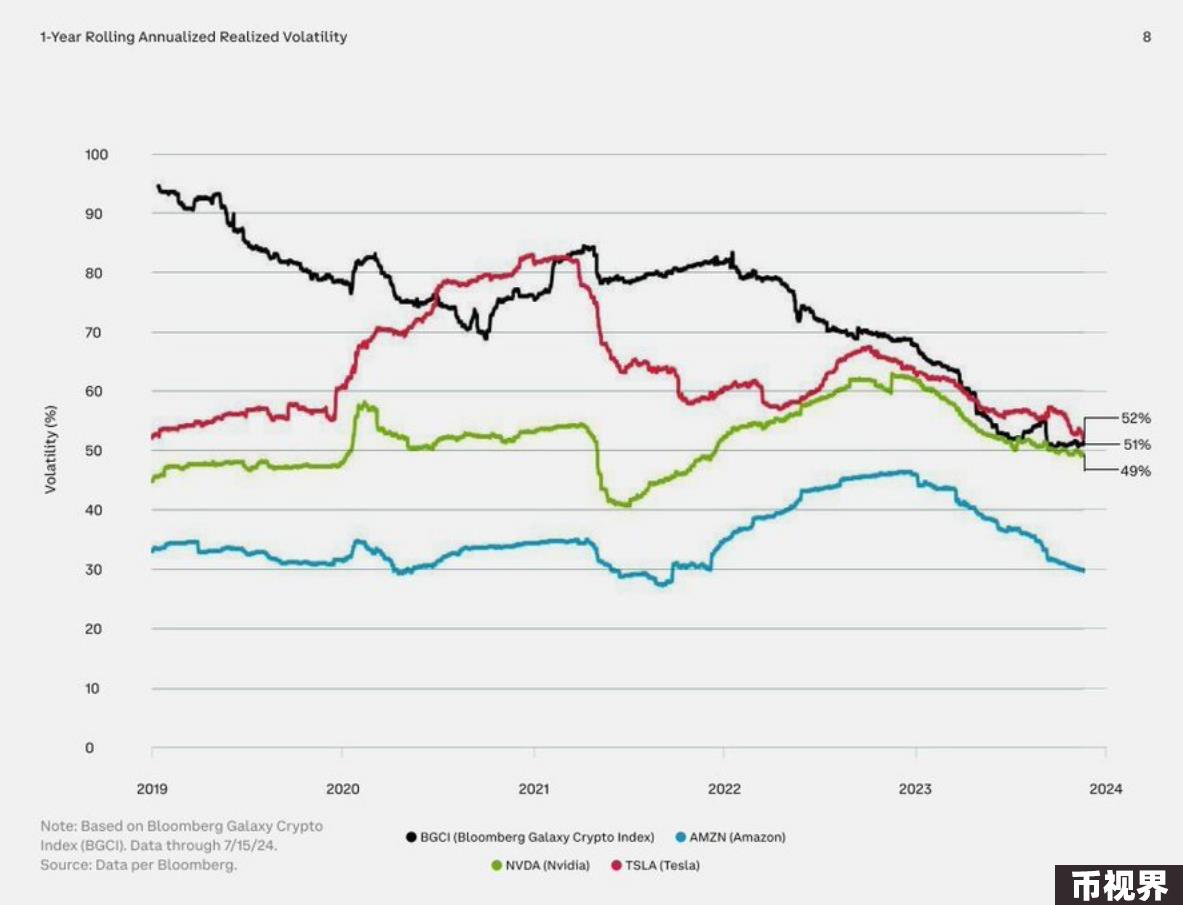 1-Year Rolling Annualized Realized Volatility
8
Volatility (%)
100
90
80
70
60
50
40
30
20
10
0
52%
51%
49%
2019
2020
2021
2022
2023
2024
Note: Based on Bloomberg Galaxy Crypto
Index (BGCI). Data through 7/15/24.
Source: Data per Bloomberg.
BGCI (Bloomberg Galaxy Crypto Index)
AMZN (Amazon)
NVDA (Nvidia)
TSLA (Tesla)
币视界